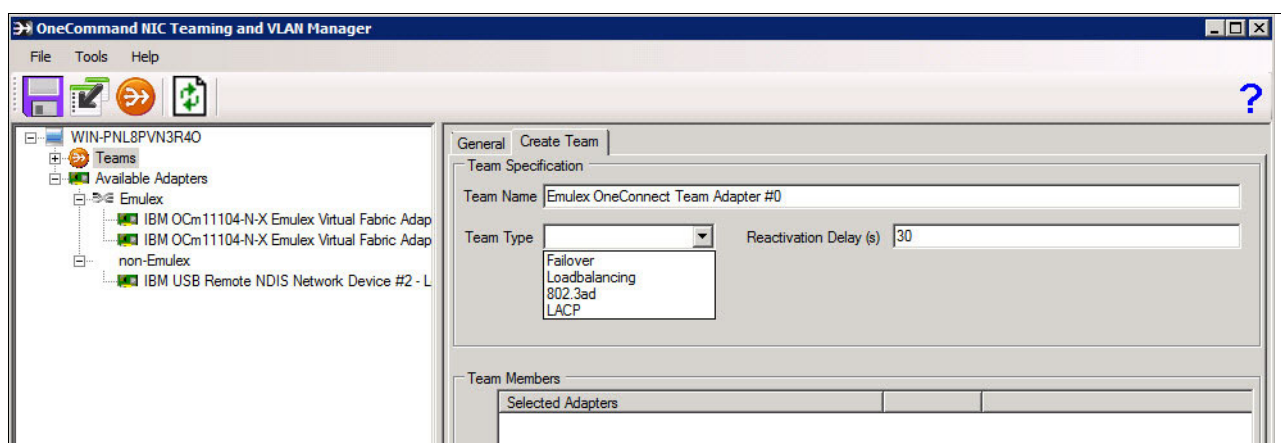 OneCommand NIC Teaming and VLAN Manager
File Tools Help
?
WIN-PNL8PVN3R4O
Teams
Available Adapters
Emulex
IBM OCm11104-N-X Emulex Virtual Fabric Adap
IBM OCm11104-N-X Emulex Virtual Fabric Adap
non-Emulex
IBM USB Remote NDIS Network Device #2 - L
General Create Team
Team Specification
Team Name Emulex OneConnect Team Adapter #0
Team Type Reactivation Delay (s) 30
Failover
Loadbalancing
802.3ad
LACP
Team Members
Selected Adapters